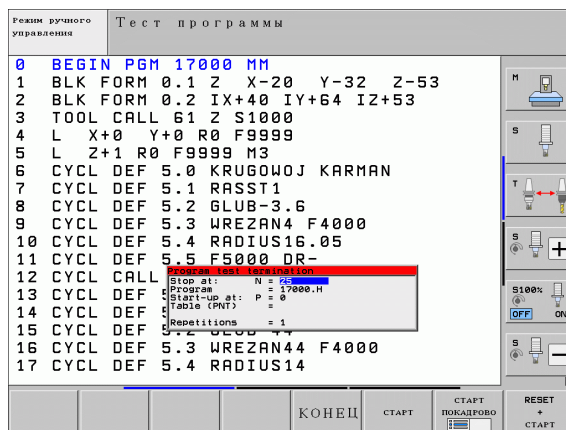 Режим ручного
управления
Тест программы
0 BEGIN PGM 17000 MM
1 BLK FORM 0.1 Z X-20 Y-32 Z-53
2 BLK FORM 0.2 IX+40 IY+64 IZ+53
3 TOOL CALL 61 Z S1000
4 L X+0 Y+0 R0 F9999
5 L Z+1 R0 F9999 M3
6 CYCL DEF 5.0 KRUGOWOJ KARMAN
7 CYCL DEF 5.1 RASST1
8 CYCL DEF 5.2 GLUB-3.6
9 CYCL DEF 5.3 WREZAN4 F4000
10 CYCL DEF 5.4 RADIUS16.05
11 CYCL DEF 5.5 F5000 DR-
12 CYCL CALL
13 CYCL DEF
14 CYCL DEF
15 CYCL DEF 5.2 GLUB-44
16 CYCL DEF 5.3 WREZAN44 F4000
17 CYCL DEF 5.4 RADIUS14
Program test termination
Stop at: N = 25
Program = 17000.H
Start-up at: P = 0
Table (PNT) =
Repetitions = 1
M
S
T
S
S100%
OFF ON
S
КОНЕЦ
СТАРТ
СТАРТ
ПОКАДРОВО
RESET
+
СТАРТ